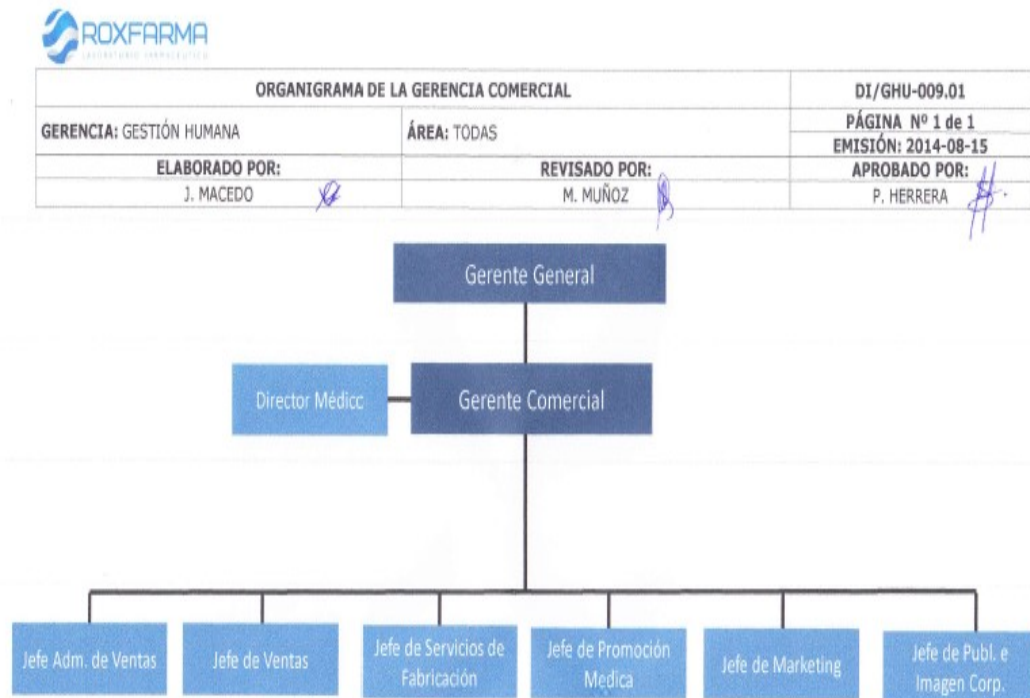 ROXFARMA
LABORATORIO FARMACÉUTICO
ORGANIGRAMA DE LA GERENCIA COMERCIAL
DI/GHU-009.01
GERENCIA: GESTIÓN HUMANA
ÁREA: TODAS
PÁGINA Nº 1 de 1
EMISIÓN: 2014-08-15
ELABORADO POR:
REVISADO POR:
APROBADO POR:
J. MACEDO
M. MUÑOZ
P. HERRERA
Gerente General
Director Médicc
Gerente Comercial
Jefe Adm. de Ventas
Jefe de Ventas
Jefe de Servicios de
Fabricación
Jefe de Promoción
Medica
Jefe de Marketing
Jefe de Publ. e
Imagen Corp.